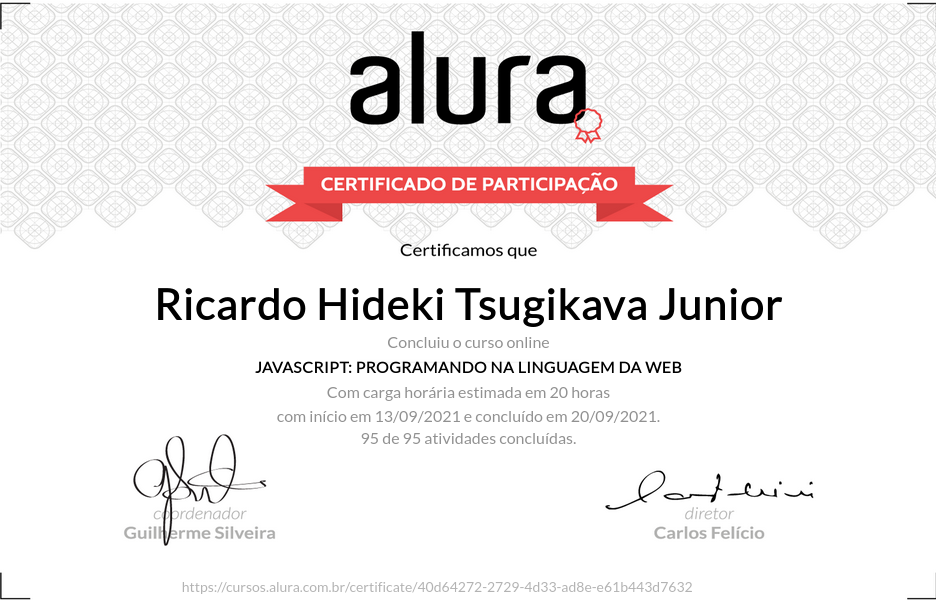 alura
CERTIFICADO DE PARTICIPAÇÃO
Certificamos que
Ricardo Hideki Tsugikava Junior
Concluiu o curso online
JAVASCRIPT: PROGRAMANDO NA LINGUAGEM DA WEB
Com carga horária estimada em 20 horas
com início em 13/09/2021 e concluído em 20/09/2021.
95 de 95 atividades concluídas.
coordenador
Guilherme Silveira
diretor
Carlos Felício
https://cursos.alura.com.br/certificate/40d64272-2729-4d33-ad8e-e61b443d7632